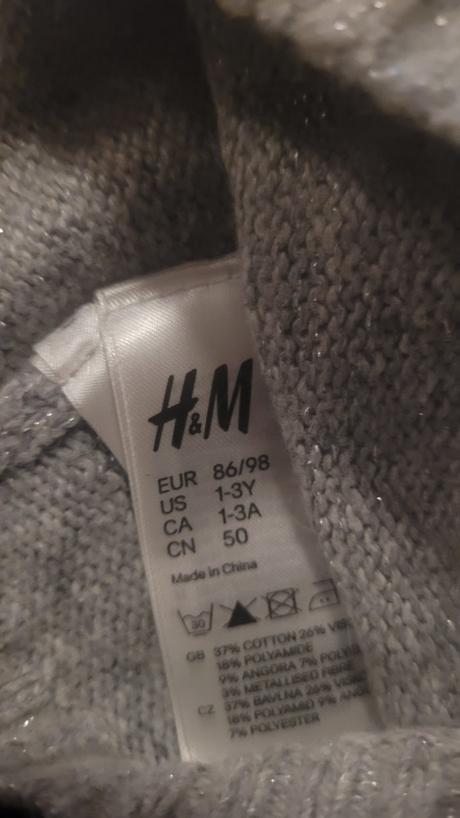 H&M
EUR 86/98
US 1-3Y
CA 1-3A
CN 50
Made in China
30
GB 37% COTTON 26% VIS
18% POLYAMIDE
9% ANGORA 7% POLY
3% METALLISED FIBRE
CZ 37% BAVLNA 26% VISK
18% POLYAMID 9% ANG
7% POLYESTER